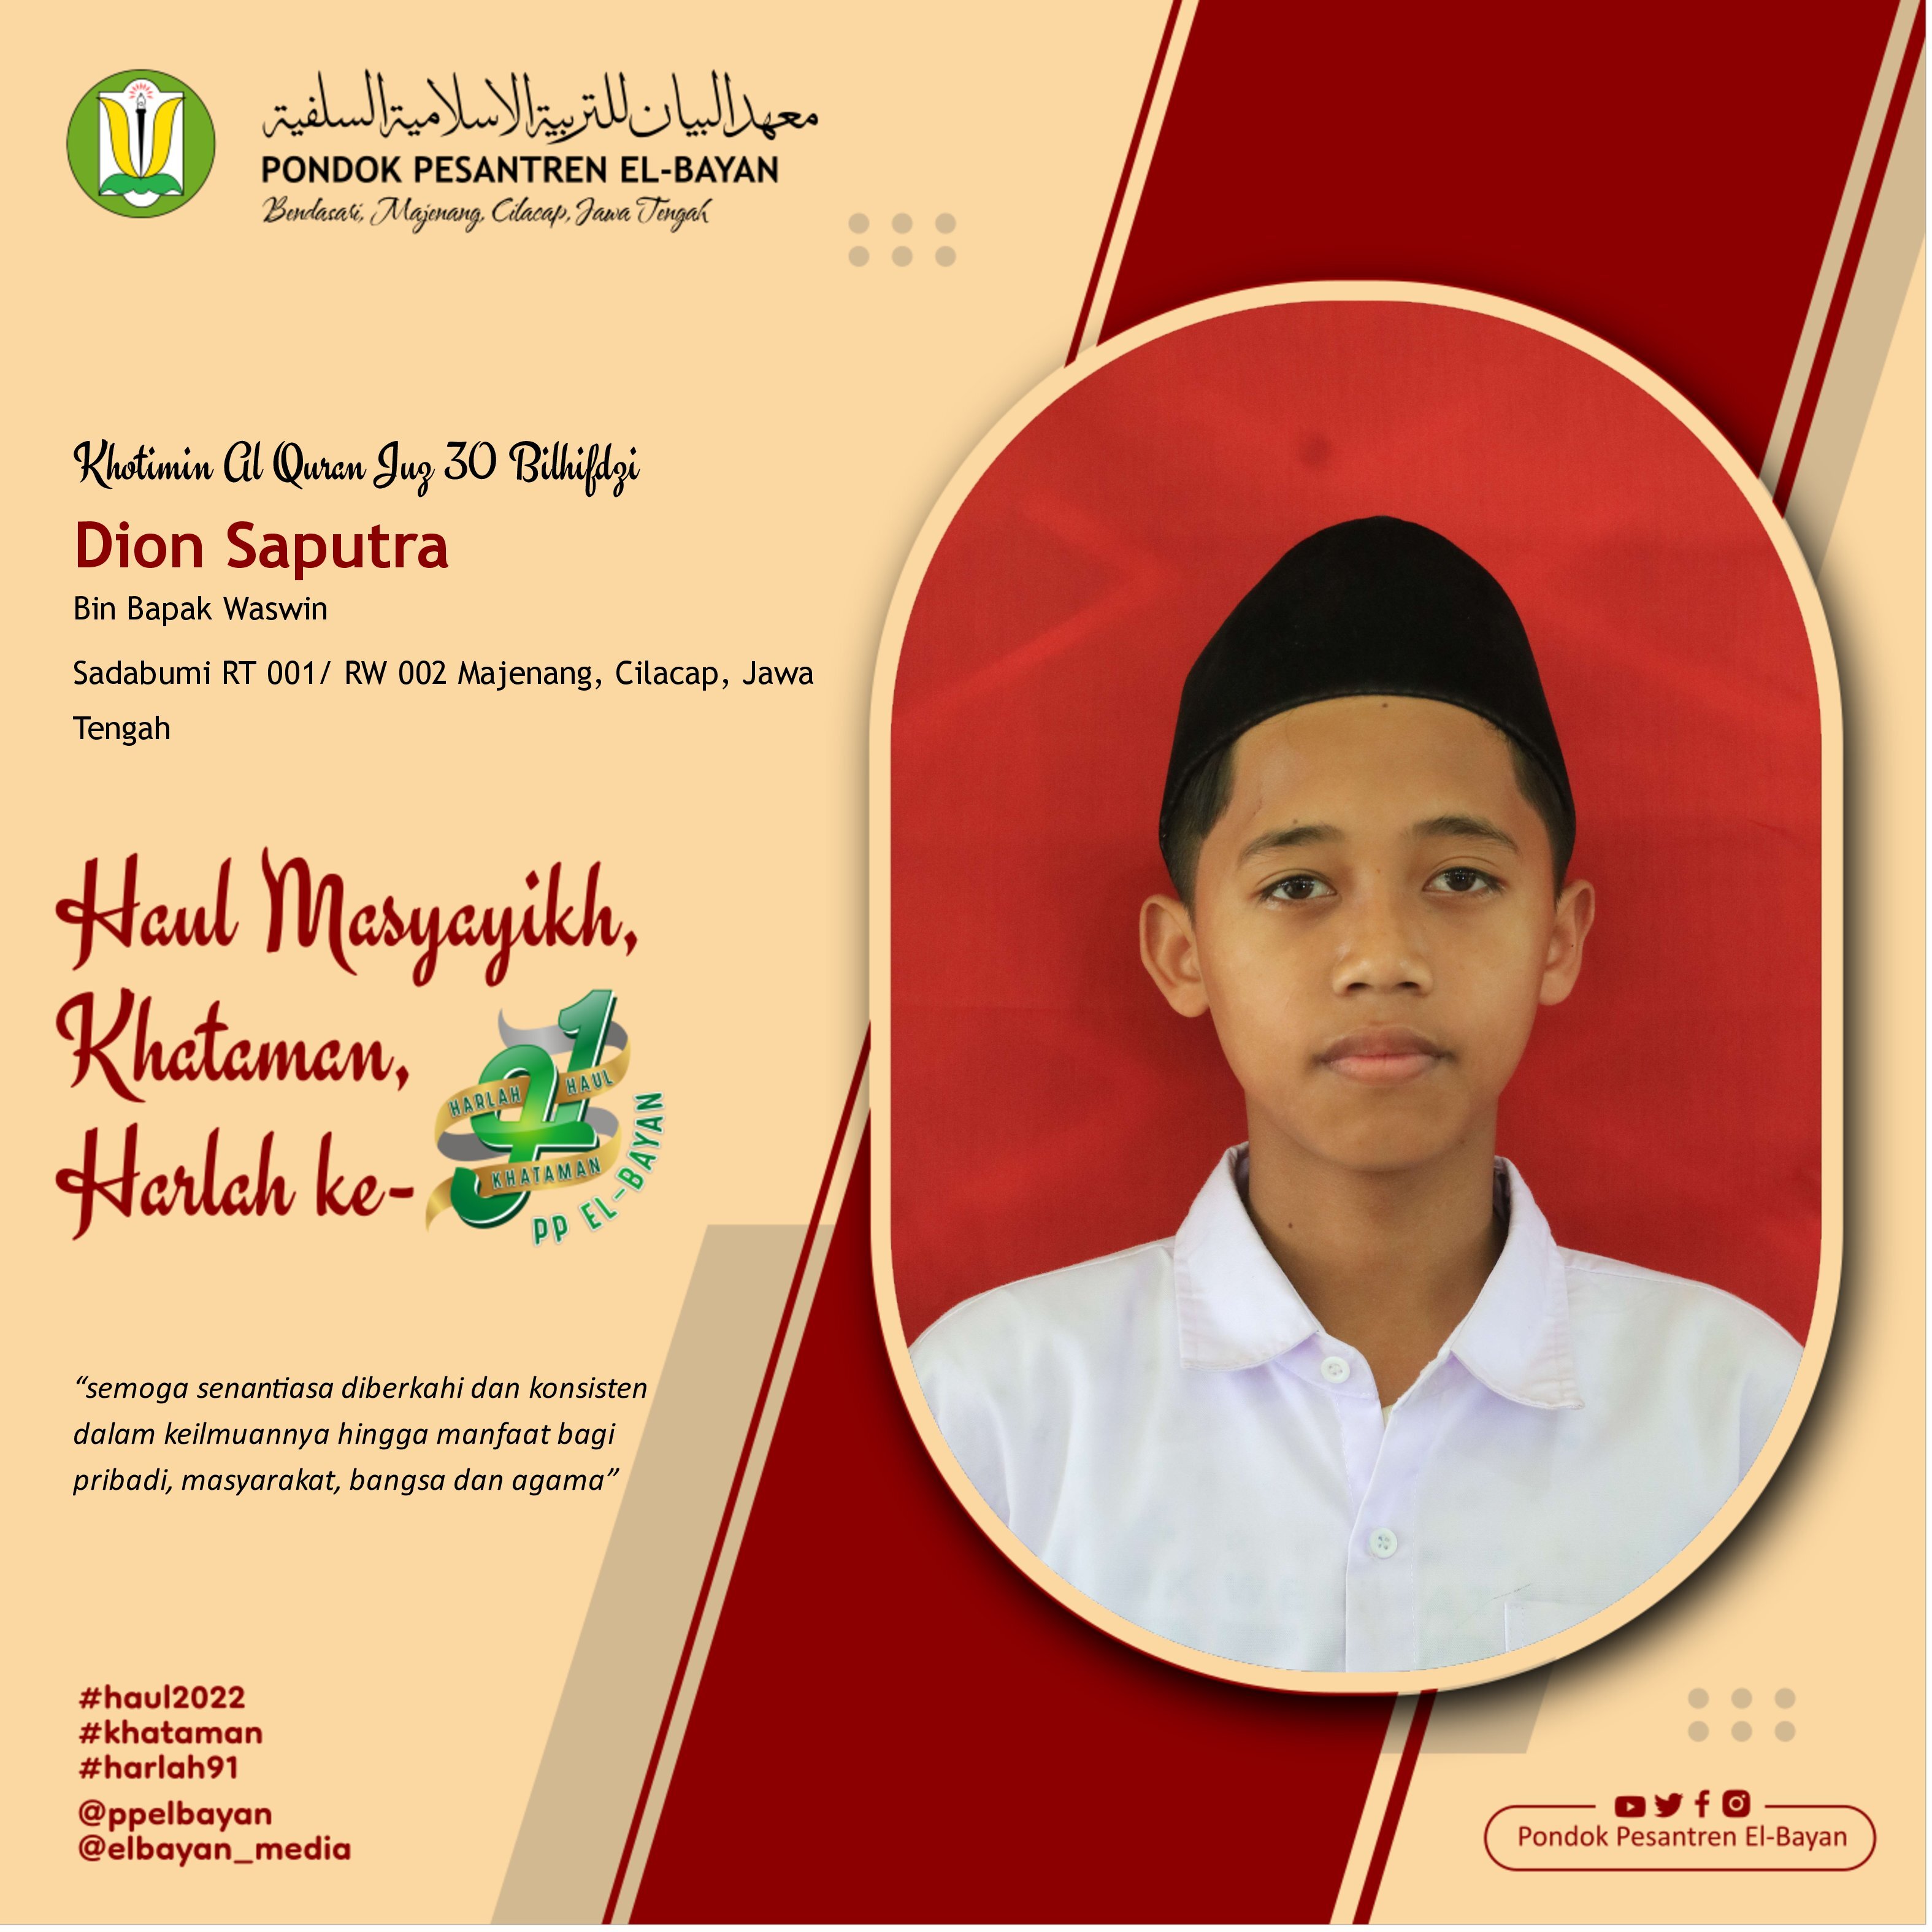 معهد البيان للتربية الاسلامية السلفية
PONDOK PESANTREN EL-BAYAN
Bendasari, Majenang, Cilacap, Jawa Tengah
Khotimin Al Quran Juz 30 Bilhifdzi
Dion Saputra
Bin Bapak Waswin
Sadabumi RT 001/ RW 002 Majenang, Cilacap, Jawa
Tengah
Haul Masyayikh,
Khataman,
Harlah ke-
91
HARLAH HAUL
KHATAMAN
PP EL-BAYAN
“semoga senantiasa diberkahi dan konsisten
dalam keilmuannya hingga manfaat bagi
pribadi, masyarakat, bangsa dan agama”
#haul2022
#khataman
#harlah91
@ppelbayan
@elbayan_media
Pondok Pesantren El-Bayan